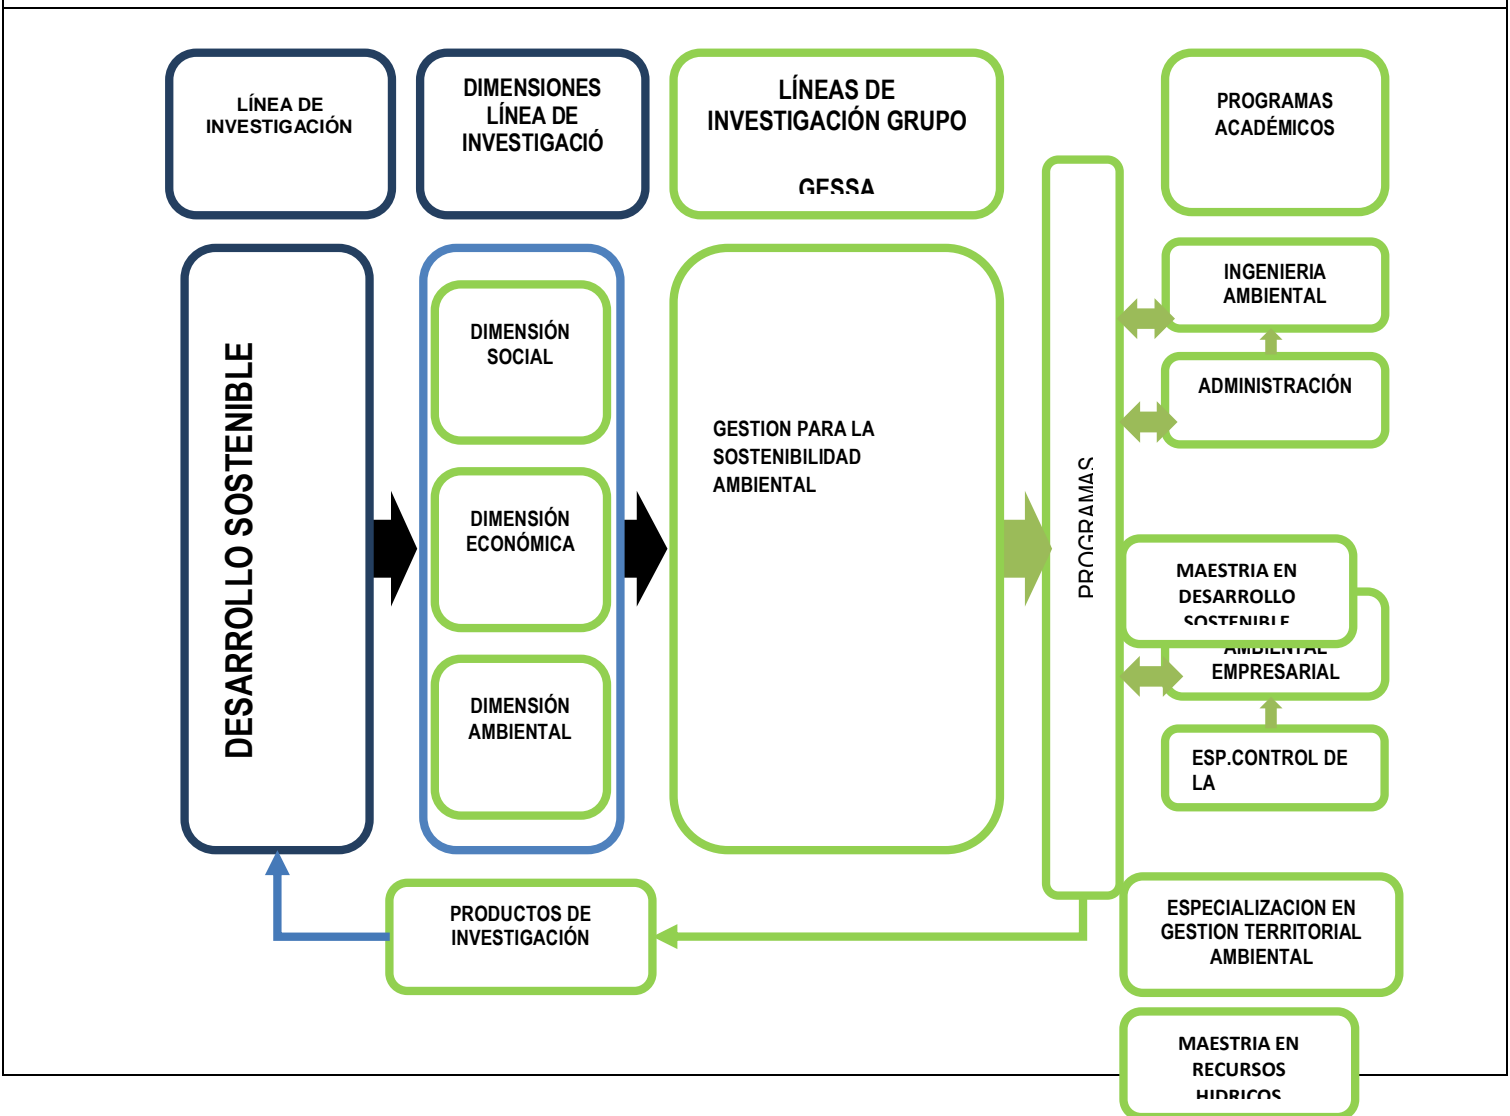 LÍNEA DE
INVESTIGACIÓN
DIMENSIONES
LÍNEA DE
INVESTIGACIÓ
LÍNEAS DE
INVESTIGACIÓN GRUPO
GESSA
PROGRAMAS
ACADÉMICOS
DESARROLLO SOSTENIBLE
DIMENSIÓN
SOCIAL
DIMENSIÓN
ECONÓMICA
DIMENSIÓN
AMBIENTAL
GESTION PARA LA
SOSTENIBILIDAD
AMBIENTAL
PROGRAMAS
INGENIERIA
AMBIENTAL
ADMINISTRACIÓN
MAESTRIA EN
DESARROLLO
SOSTENIBLE
AMBIENTAL
EMPRESARIAL
ESP.CONTROL DE
LA
PRODUCTOS DE
INVESTIGACIÓN
ESPECIALIZACION EN
GESTION TERRITORIAL
AMBIENTAL
MAESTRIA EN
RECURSOS
HIDRICOS